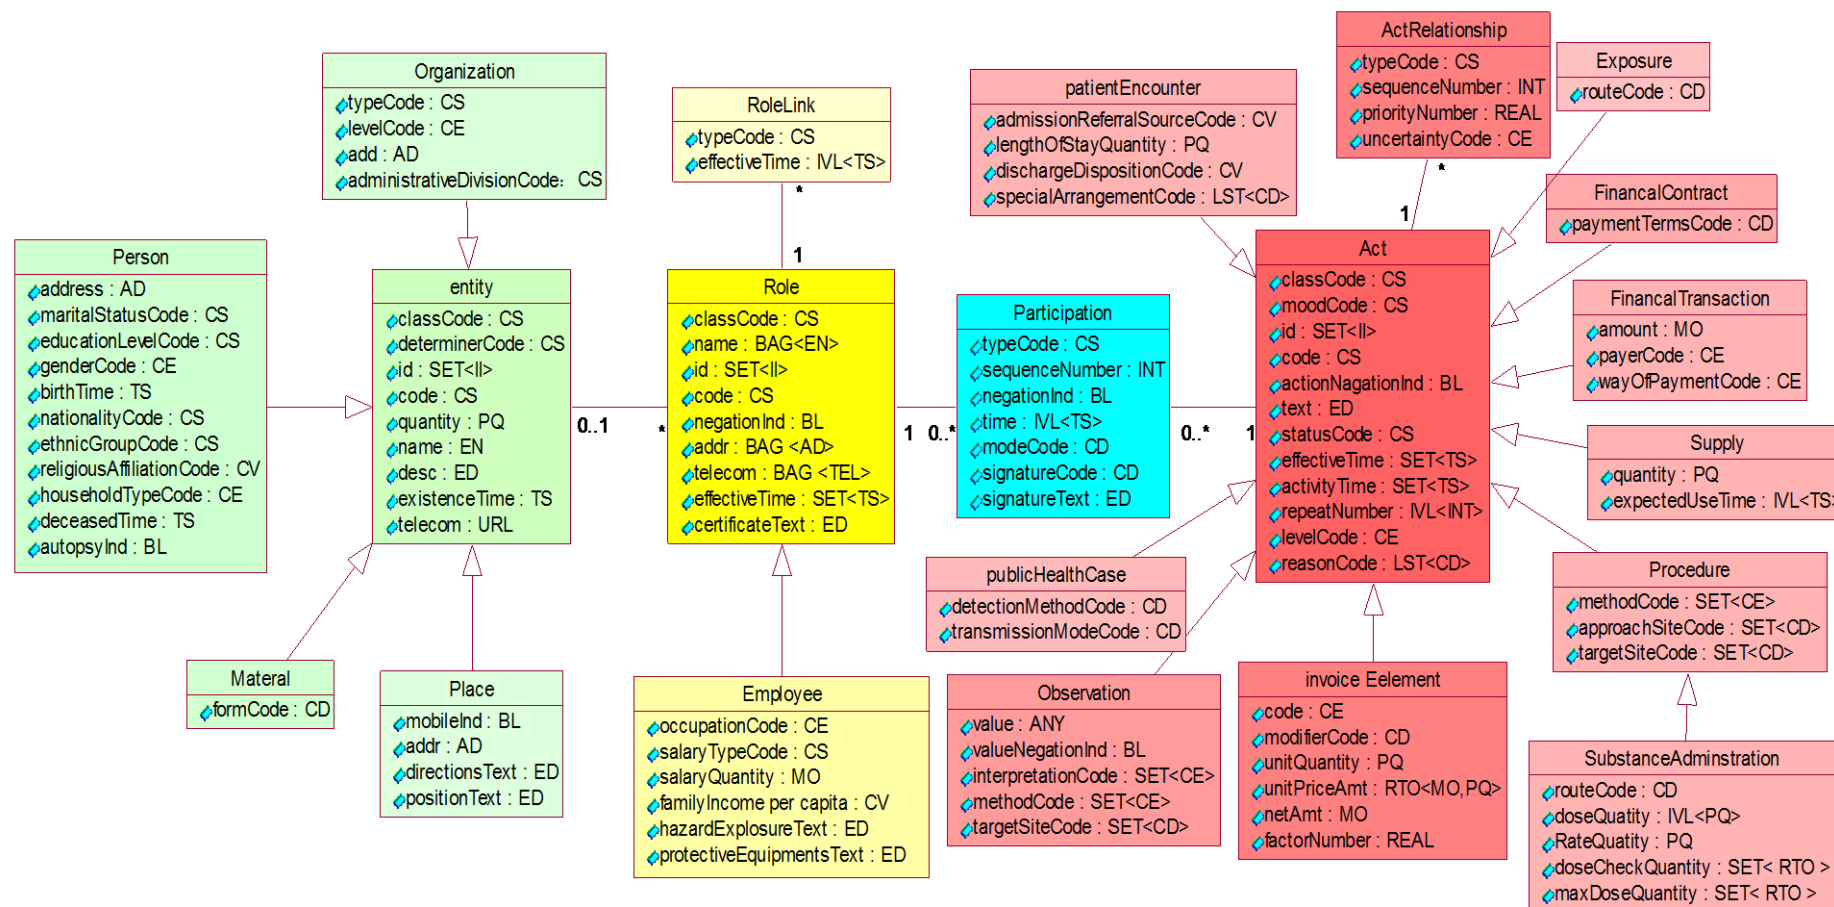 Organization
typeCode : CS
levelCode : CE
add : AD
administrativeDivisionCode: CS
RoleLink
typeCode : CS
effectiveTime : IVL<TS>
*
1
patientEncounter
admissionReferralSourceCode : CV
lengthOfStayQuantity : PQ
dischargeDispositionCode : CV
specialArrangementCode : LST<CD>
ActRelationship
typeCode : CS
sequenceNumber : INT
priorityNumber : REAL
uncertaintyCode : CE
*
1
Exposure
routeCode : CD
FinancalContract
paymentTermsCode : CD
Person
address : AD
maritalStatusCode : CS
educationLevelCode : CS
genderCode : CE
birthTime : TS
nationalityCode : CS
ethnicGroupCode : CS
religiousAffiliationCode : CV
householdTypeCode : CE
deceasedTime : TS
autopsyInd : BL
entity
classCode : CS
determinerCode : CS
id : SET<II>
code : CS
quantity : PQ
name : EN
desc : ED
existenceTime : TS
telecom : URL
0..1
*
Role
classCode : CS
name : BAG<EN>
id : SET<II>
code : CS
negationInd : BL
addr : BAG <AD>
telecom : BAG <TEL>
effectiveTime : SET<TS>
certificateText : ED
1
0..*
Participation
typeCode : CS
sequenceNumber : INT
negationInd : BL
time : IVL<TS>
modeCode : CD
signatureCode : CD
signatureText : ED
0..*
1
Act
classCode : CS
moodCode : CS
id : SET<II>
code : CS
actionNagationInd : BL
text : ED
statusCode : CS
effectiveTime : SET<TS>
activityTime : SET<TS>
repeatNumber : IVL<INT>
levelCode : CE
reasonCode : LST<CD>
FinancalTransaction
amount : MO
payerCode : CE
wayOfPaymentCode : CE
Supply
quantity : PQ
expectedUseTime : IVL<TS>
Materal
formCode : CD
Place
mobileInd : BL
addr : AD
directionsText : ED
positionText : ED
Employee
occupationCode : CE
salaryTypeCode : CS
salaryQuantity : MO
familyIncome per capita : CV
hazardExplosureText : ED
protectiveEquipmentsText : ED
publicHealthCase
detectionMethodCode : CD
transmissionModeCode : CD
Observation
value : ANY
valueNegationInd : BL
interpretationCode : SET<CE>
methodCode : SET<CE>
targetSiteCode : SET<CD>
invoice Eelement
code : CE
modifierCode : CD
unitQuantity : PQ
unitPriceAmt : RTO<MO,PQ>
netAmt : MO
factorNumber : REAL
Procedure
methodCode : SET<CE>
approachSiteCode : SET<CD>
targetSiteCode : SET<CD>
SubstanceAdminstration
routeCode : CD
doseQuatity : IVL<PQ>
RateQuatity : PQ
doseCheckQuantity : SET< RTO >
maxDoseQuantity : SET< RTO >